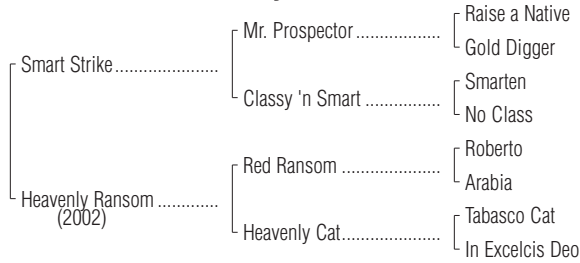 Raise a Native
Mr. Prospector ..................
Gold Digger
Smart Strike......................
Smarten
Classy 'n Smart ................
No Class
Roberto
Red Ransom .....................
Arabia
Heavenly Ransom .............
(2002)
Tabasco Cat
Heavenly Cat.....................
In Excelcis Deo